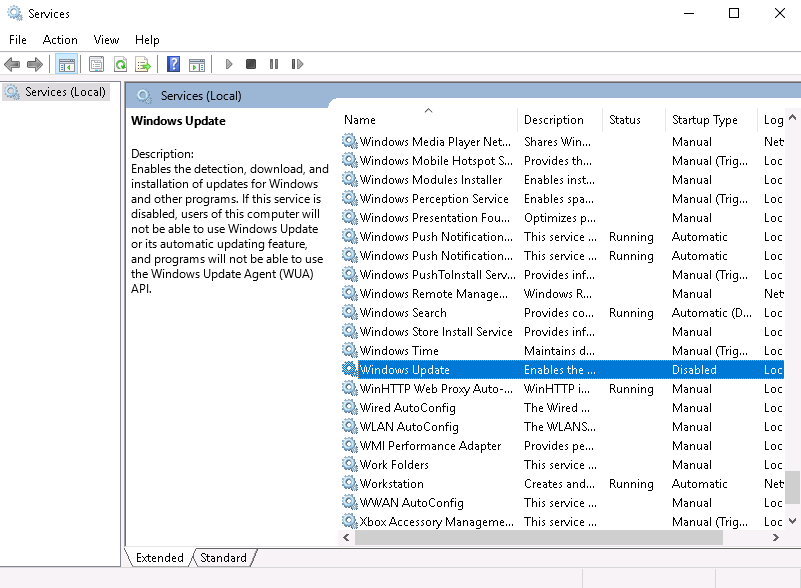 Services
File Action View Help
Services (Local)
Services (Local)
Windows Update
Description:
Enables the detection, download, and
installation of updates for Windows
and other programs. If this service is
disabled, users of this computer will
not be able to use Windows Update
or its automatic updating feature,
and programs will not be able to use
the Windows Update Agent (WUA)
API.
Name Description Status Startup Type Log
Windows Media Player Net... Shares Win... Manual Net
Windows Mobile Hotspot S... Provides th... Manual (Trig... Loc
Windows Modules Installer Enables inst... Manual Loc
Windows Perception Service Enables spa... Manual (Trig... Loc
Windows Presentation Fou... Optimizes p... Manual Loc
Windows Push Notification... This service ... Running Automatic Loc
Windows Push Notification... This service ... Running Automatic Loc
Windows PushToInstall Serv... Provides inf... Manual (Trig... Loc
Windows Remote Manage... Windows R... Manual Net
Windows Search Provides co... Running Automatic (D... Loc
Windows Store Install Service Provides inf... Manual Loc
Windows Time Maintains d... Manual (Trig... Loc
Windows Update Enables the ... Disabled Loc
WinHTTP Web Proxy Auto-... WinHTTP i... Running Manual Loc
Wired AutoConfig The Wired ... Manual Loc
WLAN AutoConfig The WLANS... Manual Loc
WMI Performance Adapter Provides pe... Manual Loc
Work Folders This service ... Manual Loc
Workstation Creates and... Running Automatic Net
WWAN AutoConfig This service ... Manual Loc
Xbox Accessory Manageme... This service ... Manual (Trig... Loc
Extended Standard